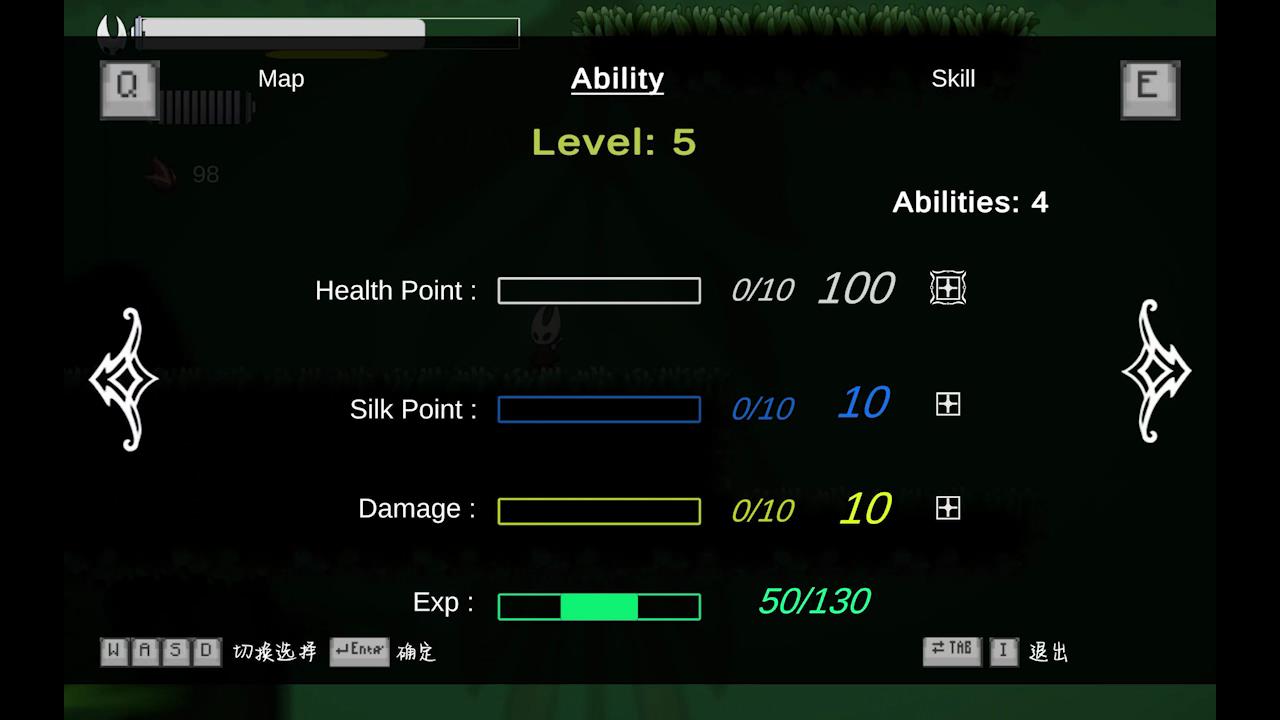 Q Map Ability Skill E
Level: 5
98
Abilities: 4
Health Point : 0/10 100
Silk Point : 0/10 10
Damage : 0/10 10
Exp : 50/130
W A S D 切换选择 Enter 确定 TAB I 退出